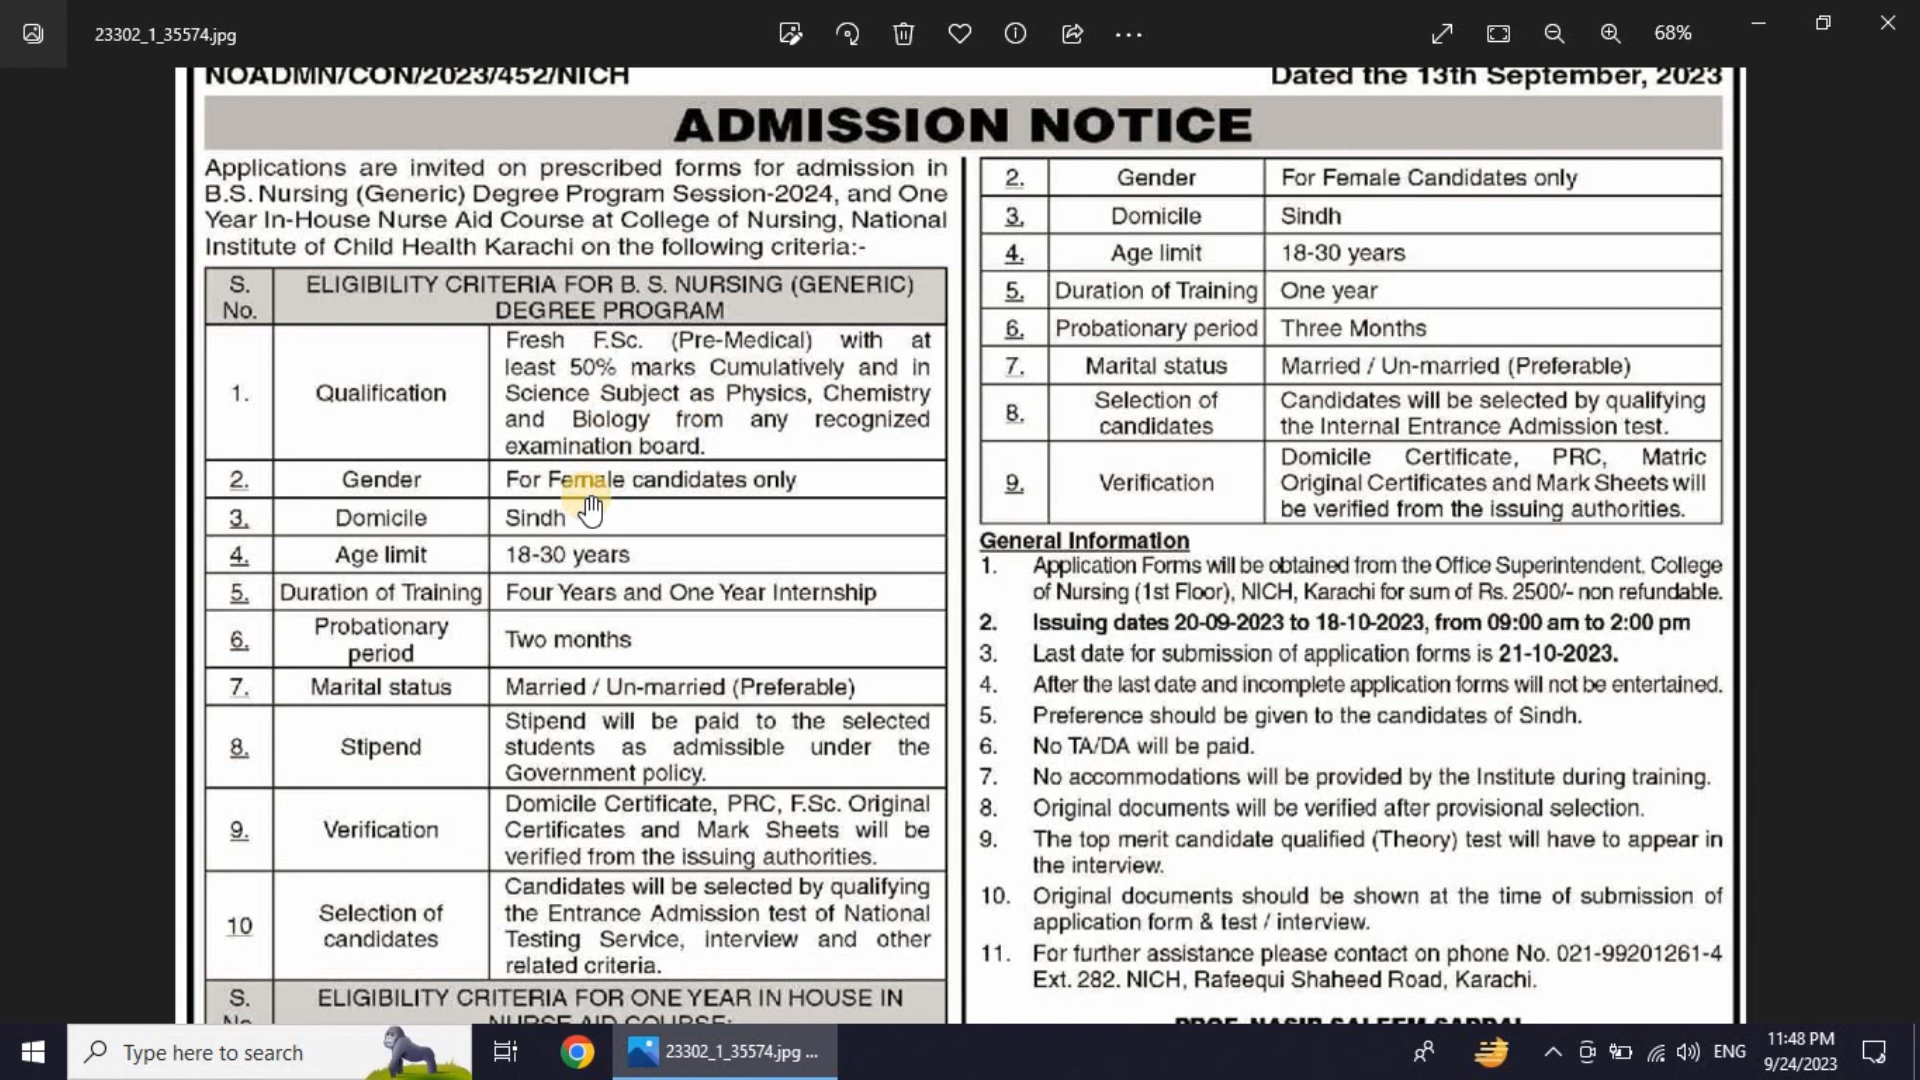 23302_1_35574.jpg
68%
NOADMN/CON/2023/452/NICH
Dated the 13th September, 2023
ADMISSION NOTICE
Applications are invited on prescribed forms for admission in
B.S. Nursing (Generic) Degree Program Session-2024, and One
Year In-House Nurse Aid Course at College of Nursing, National
Institute of Child Health Karachi on the following criteria:-
S. No. ELIGIBILITY CRITERIA FOR B. S. NURSING (GENERIC)
DEGREE PROGRAM
1. Qualification Fresh F.Sc. (Pre-Medical) with at
least 50% marks Cumulatively and in
Science Subject as Physics, Chemistry
and Biology from any recognized
examination board.
2. Gender For Female candidates only
3. Domicile Sindh
4. Age limit 18-30 years
5. Duration of Training Four Years and One Year Internship
6. Probationary period Two months
7. Marital status Married / Un-married (Preferable)
8. Stipend Stipend will be paid to the selected
students as admissible under the
Government policy.
9. Verification Domicile Certificate, PRC, F.Sc. Original
Certificates and Mark Sheets will be
verified from the issuing authorities.
10 Selection of candidates Candidates will be selected by qualifying
the Entrance Admission test of National
Testing Service, interview and other
related criteria.
S. No. ELIGIBILITY CRITERIA FOR ONE YEAR IN HOUSE IN
NURSE AID COURSE:
2. Gender For Female Candidates only
3. Domicile Sindh
4. Age limit 18-30 years
5. Duration of Training One year
6. Probationary period Three Months
7. Marital status Married / Un-married (Preferable)
8. Selection of candidates Candidates will be selected by qualifying
the Internal Entrance Admission test.
9. Verification Domicile Certificate, PRC, Matric
Original Certificates and Mark Sheets will
be verified from the issuing authorities.
General Information
1. Application Forms will be obtained from the Office Superintendent, College
of Nursing (1st Floor), NICH, Karachi for sum of Rs. 2500/- non refundable.
2. Issuing dates 20-09-2023 to 18-10-2023, from 09:00 am to 2:00 pm
3. Last date for submission of application forms is 21-10-2023.
4. After the last date and incomplete application forms will not be entertained.
5. Preference should be given to the candidates of Sindh.
6. No TA/DA will be paid.
7. No accommodations will be provided by the Institute during training.
8. Original documents will be verified after provisional selection.
9. The top merit candidate qualified (Theory) test will have to appear in
the interview.
10. Original documents should be shown at the time of submission of
application form & test / interview.
11. For further assistance please contact on phone No. 021-99201261-4
Ext. 282. NICH, Rafeequi Shaheed Road, Karachi.
PROF. NASIR SALEEM SADDAL
Type here to search
23302_1_35574.jpg ...
ENG
11:48 PM
9/24/2023